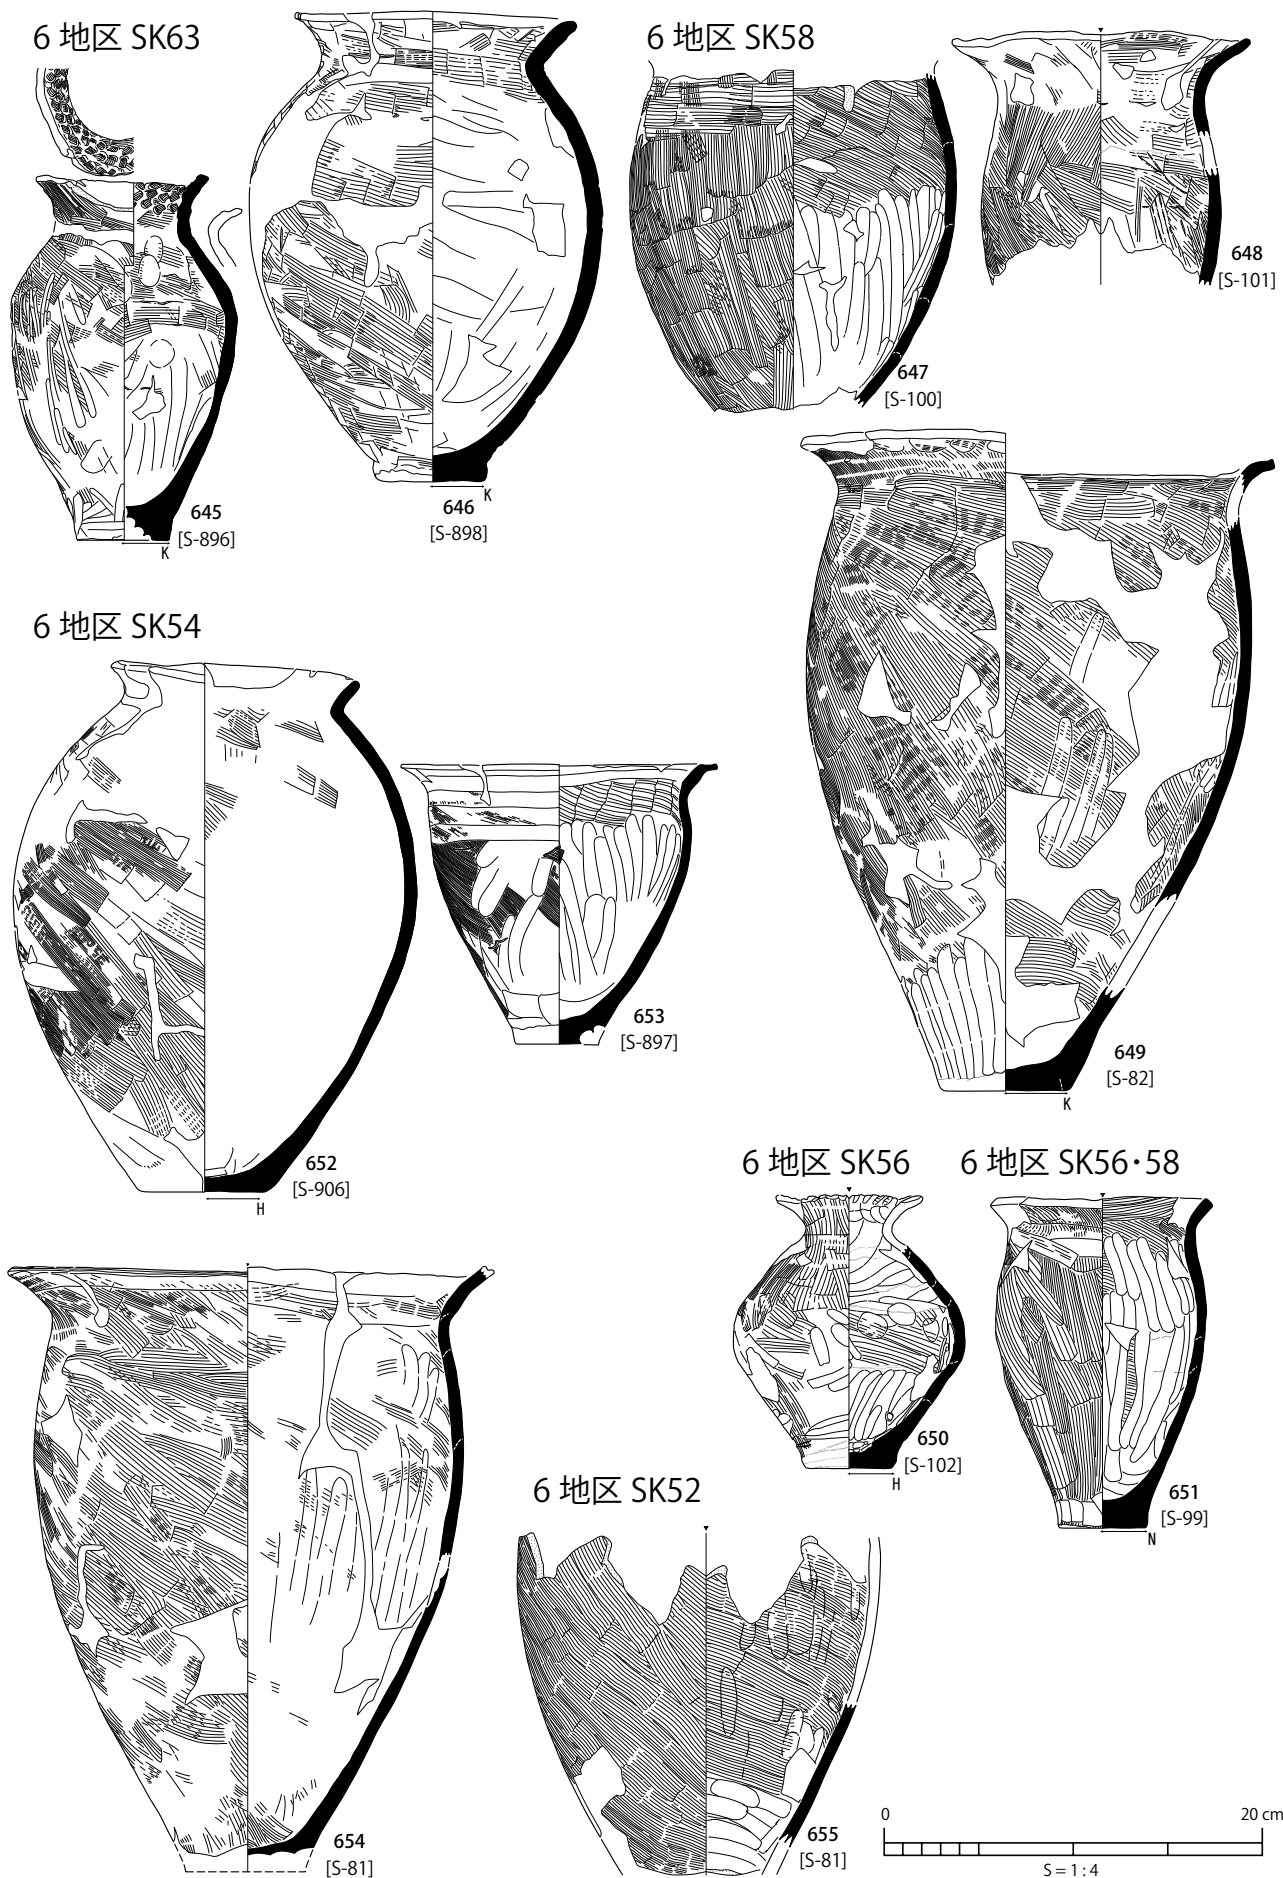 6 地区 SK63
645
[S-896]
K
646
[S-898]
K
6 地区 SK58
647
[S-100]
648
[S-101]
649
[S-82]
K
6 地区 SK54
652
[S-906]
H
653
[S-897]
654
[S-81]
6 地区 SK56
650
[S-102]
H
6 地区 SK56・58
651
[S-99]
N
6 地区 SK52
655
[S-81]
0 20 cm
S = 1 : 4